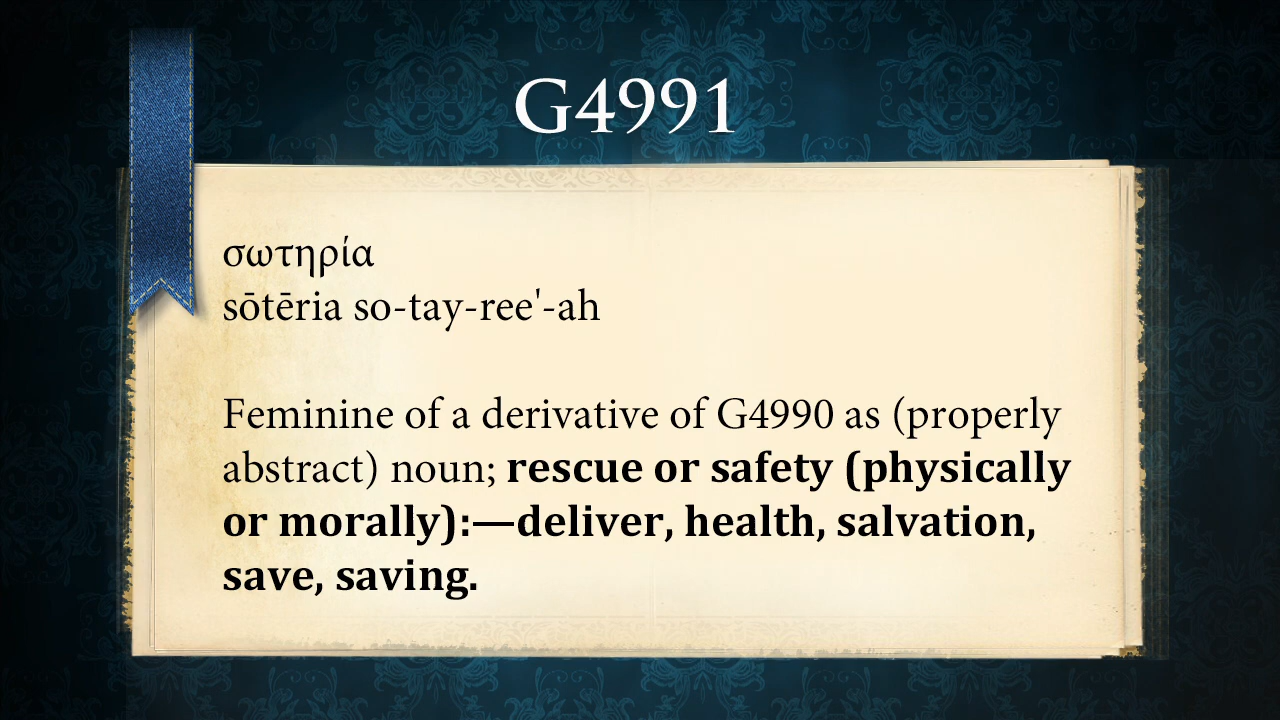 G4991
σωτηρία
sōtēria so-tay-ree'-ah
Feminine of a derivative of G4990 as (properly
abstract) noun; rescue or safety (physically
or morally):—deliver, health, salvation,
save, saving.